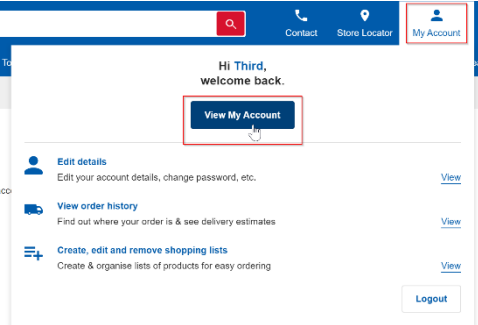 Contact
Store Locator
My Account
To
Hi Third,
welcome back.
View My Account
Edit details
Edit your account details, change password, etc.
View
acco
View order history
Find out where your order is & see delivery estimates
View
Create, edit and remove shopping lists
Create & organise lists of products for easy ordering
View
Logout